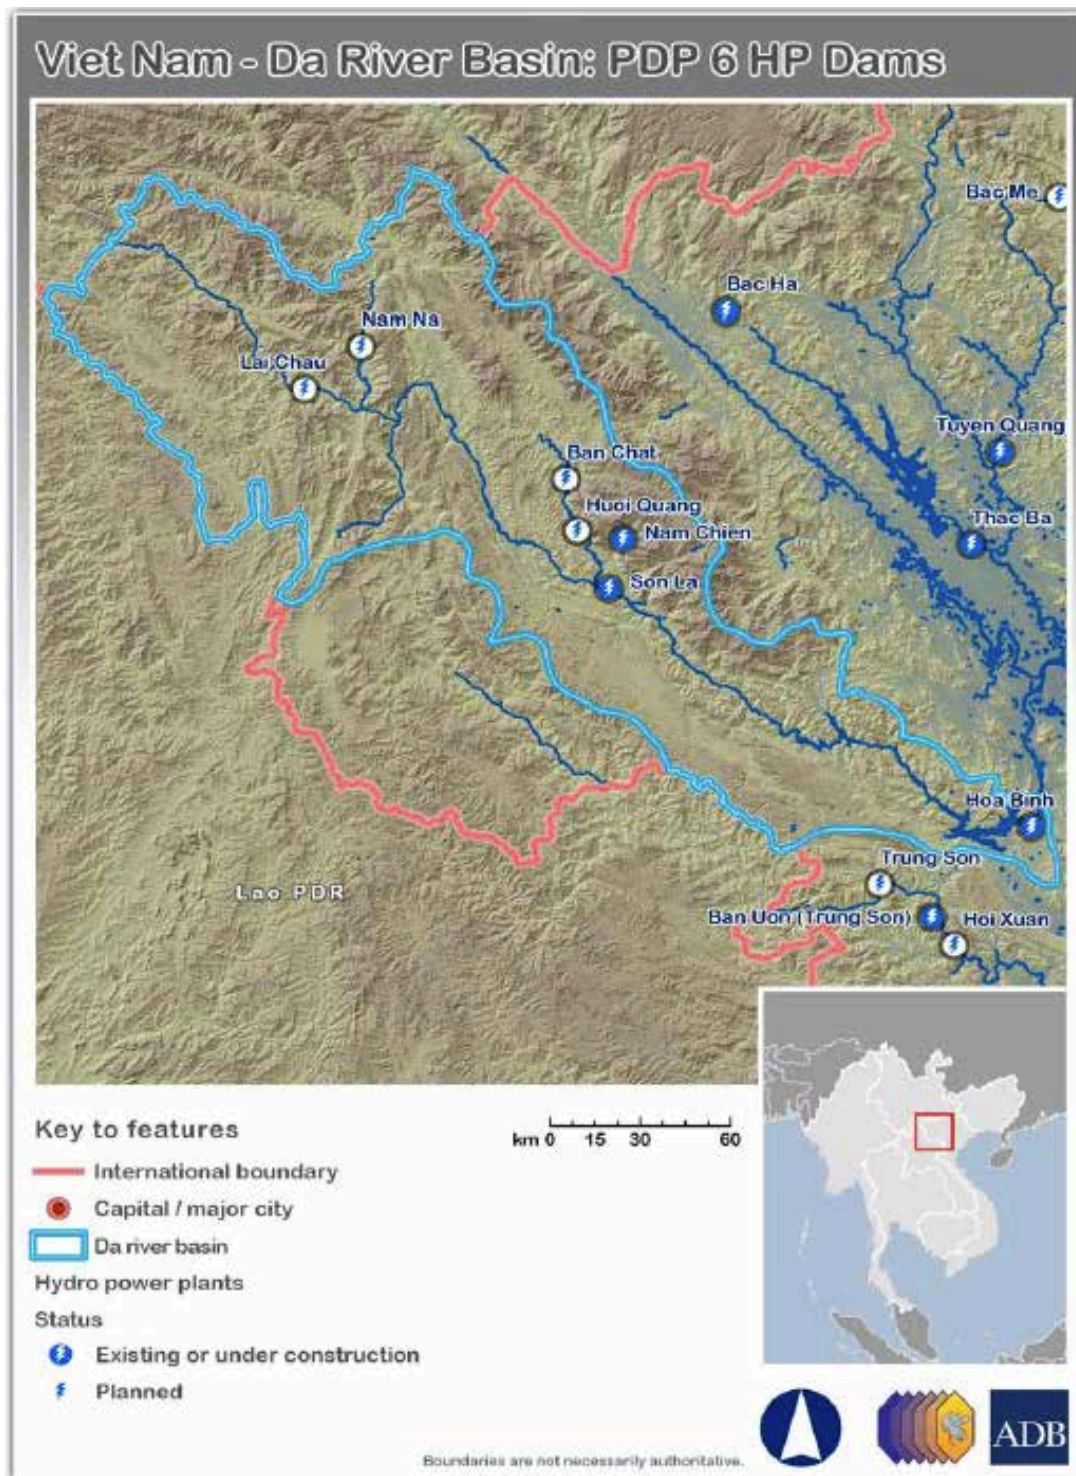 Viet Nam - Da River Basin: PDP 6 HP Dams
Bac Me
Bac Ha
Nam Na
Lai Chau
Tuyen Quang
Ban Chat
Huoi Quang
Nam Chien
Thac Ba
Son La
Hoa Binh
Trung Son
Lao PDR
Ban Uon (Trung Son)
Hoi Xuan
Key to features
km 0 15 30 60
International boundary
Capital / major city
Da river basin
Hydro power plants
Status
Existing or under construction
Planned
ADB
Boundaries are not necessarily authoritative.